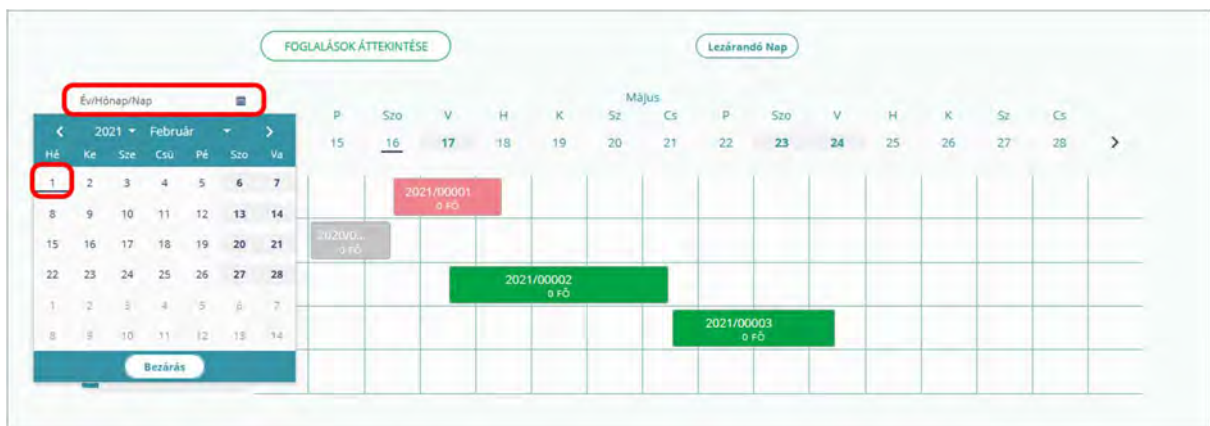 FOGLALÁSOK ÁTTEKINTÉSE Lezárandó Nap
Év/Hónap/Nap
Május
P Szo V H K Sz Cs P Szo V H K Sz Cs
15 16 17 18 19 20 21 22 23 24 25 26 27 28
2021 Február
Hé Ke Sze Csü Pé Szo Va
1 2 3 4 5 6 7
8 9 10 11 12 13 14
15 16 17 18 19 20 21
22 23 24 25 26 27 28
1 2 3 4 5 6 7
8 9 10 11 12 13 14
Bezárás
2021/00001
0 FŐ
2020/0...
0 FŐ
2021/00002
0 FŐ
2021/00003
0 FŐ